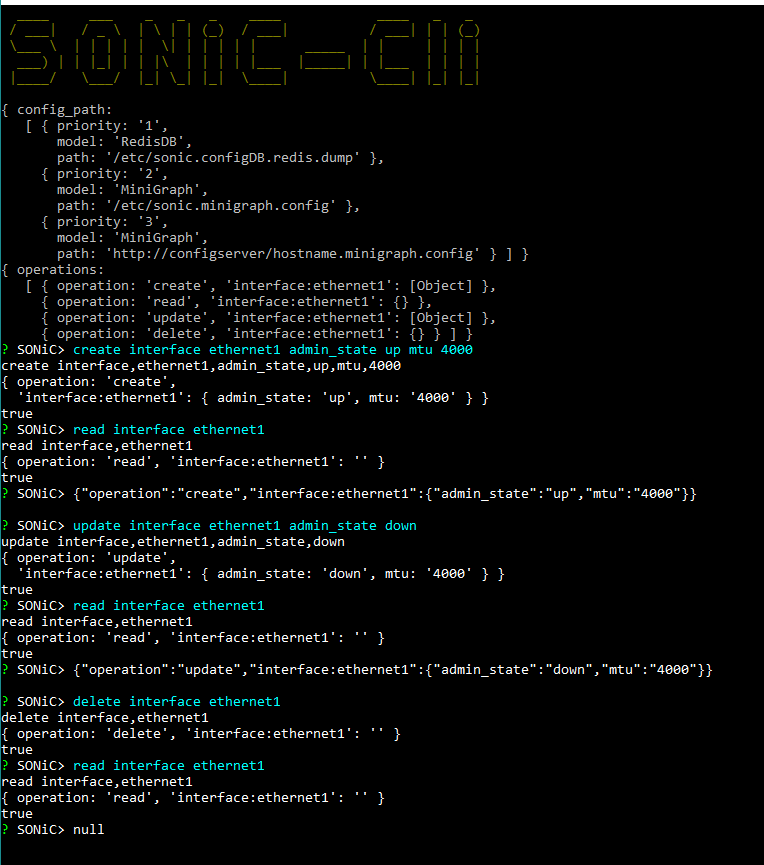 SONiC-Cli
{ config_path:
   [ { priority: '1',
       model: 'RedisDB',
       path: '/etc/sonic.configDB.redis.dump' },
     { priority: '2',
       model: 'MiniGraph',
       path: '/etc/sonic.minigraph.config' },
     { priority: '3',
       model: 'MiniGraph',
       path: 'http://configserver/hostname.minigraph.config' } ] }
{ operations:
   [ { operation: 'create', 'interface:ethernet1': [Object] },
     { operation: 'read', 'interface:ethernet1': {} },
     { operation: 'update', 'interface:ethernet1': [Object] },
     { operation: 'delete', 'interface:ethernet1': {} } ] }
? SONiC> create interface ethernet1 admin_state up mtu 4000
create interface,ethernet1,admin_state,up,mtu,4000
{ operation: 'create',
  'interface:ethernet1': { admin_state: 'up', mtu: '4000' } }
true
? SONiC> read interface ethernet1
read interface,ethernet1
{ operation: 'read', 'interface:ethernet1': '' }
true
? SONiC> {"operation":"create","interface:ethernet1":{"admin_state":"up","mtu":"4000"}}
? SONiC> update interface ethernet1 admin_state down
update interface,ethernet1,admin_state,down
{ operation: 'update',
  'interface:ethernet1': { admin_state: 'down', mtu: '4000' } }
true
? SONiC> read interface ethernet1
read interface,ethernet1
{ operation: 'read', 'interface:ethernet1': '' }
true
? SONiC> {"operation":"update","interface:ethernet1":{"admin_state":"down","mtu":"4000"}}
? SONiC> delete interface ethernet1
delete interface,ethernet1
{ operation: 'delete', 'interface:ethernet1': '' }
true
? SONiC> read interface ethernet1
read interface,ethernet1
{ operation: 'read', 'interface:ethernet1': '' }
true
? SONiC> null